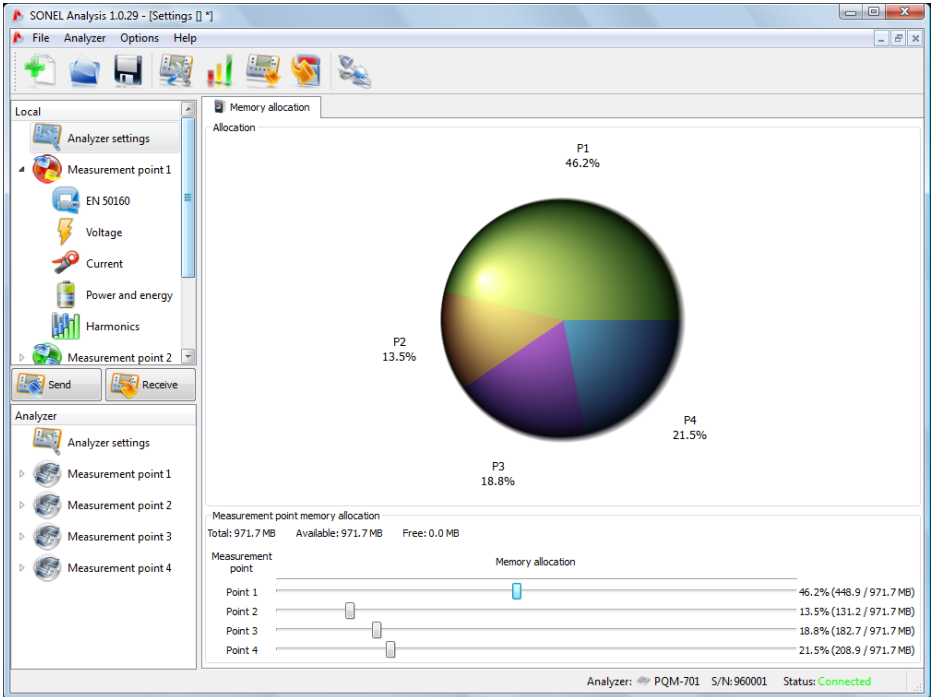 SONEL Analysis 1.0.29 - [Settings [] *]
File Analyzer Options Help
Local
Analyzer settings
Measurement point 1
EN 50160
Voltage
Current
Power and energy
Harmonics
Measurement point 2
Send Receive
Analyzer
Analyzer settings
Measurement point 1
Measurement point 2
Measurement point 3
Measurement point 4
Memory allocation
Allocation
P1
46.2%
P2
13.5%
P4
21.5%
P3
18.8%
Measurement point memory allocation
Total: 971.7 MB Available: 971.7 MB Free: 0.0 MB
Measurement
point
Memory allocation
Point 1 46.2% (448.9 / 971.7 MB)
Point 2 13.5% (131.2 / 971.7 MB)
Point 3 18.8% (182.7 / 971.7 MB)
Point 4 21.5% (208.9 / 971.7 MB)
Analyzer: PQM-701 S/N: 960001 Status: Connected